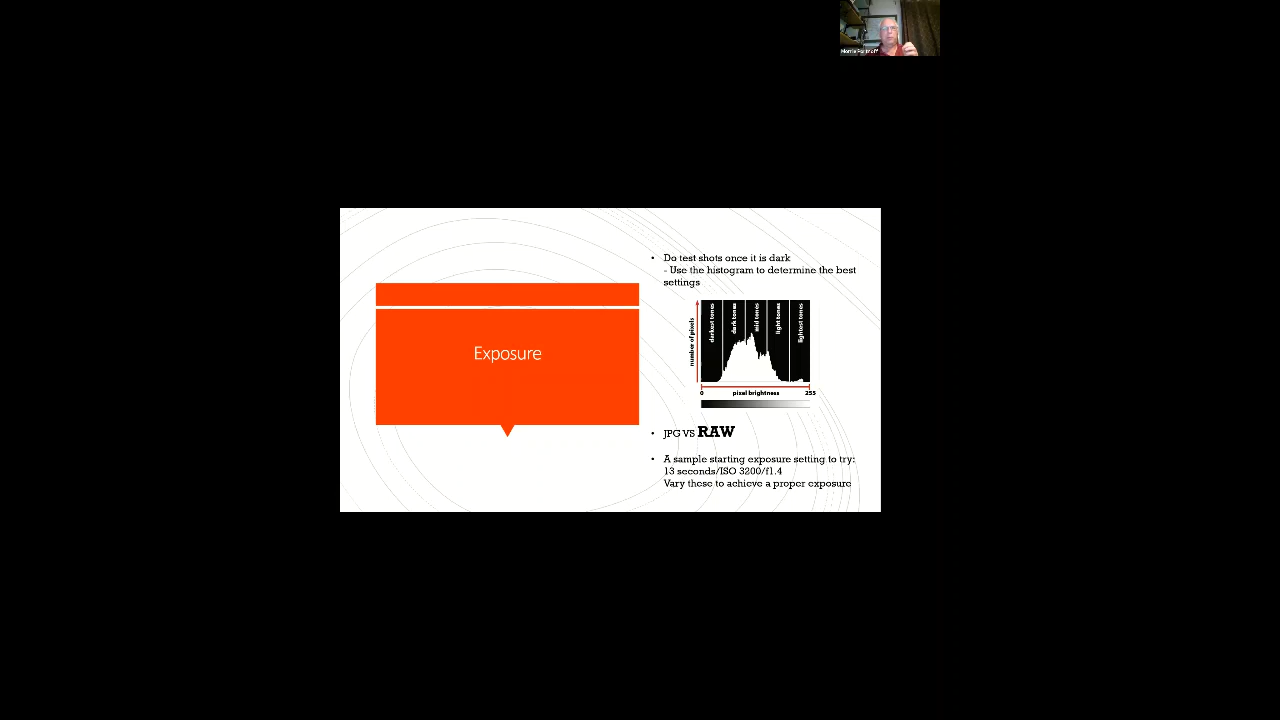 Exposure
• Do test shots once it is dark
- Use the histogram to determine the best
settings
number of pixels
darkest tones
dark tones
mid tones
light tones
lightest tones
0 pixel brightness 255
• JPG VS RAW
• A sample starting exposure setting to try:
13 seconds/ISO 3200/f1.4
Vary these to achieve a proper exposure